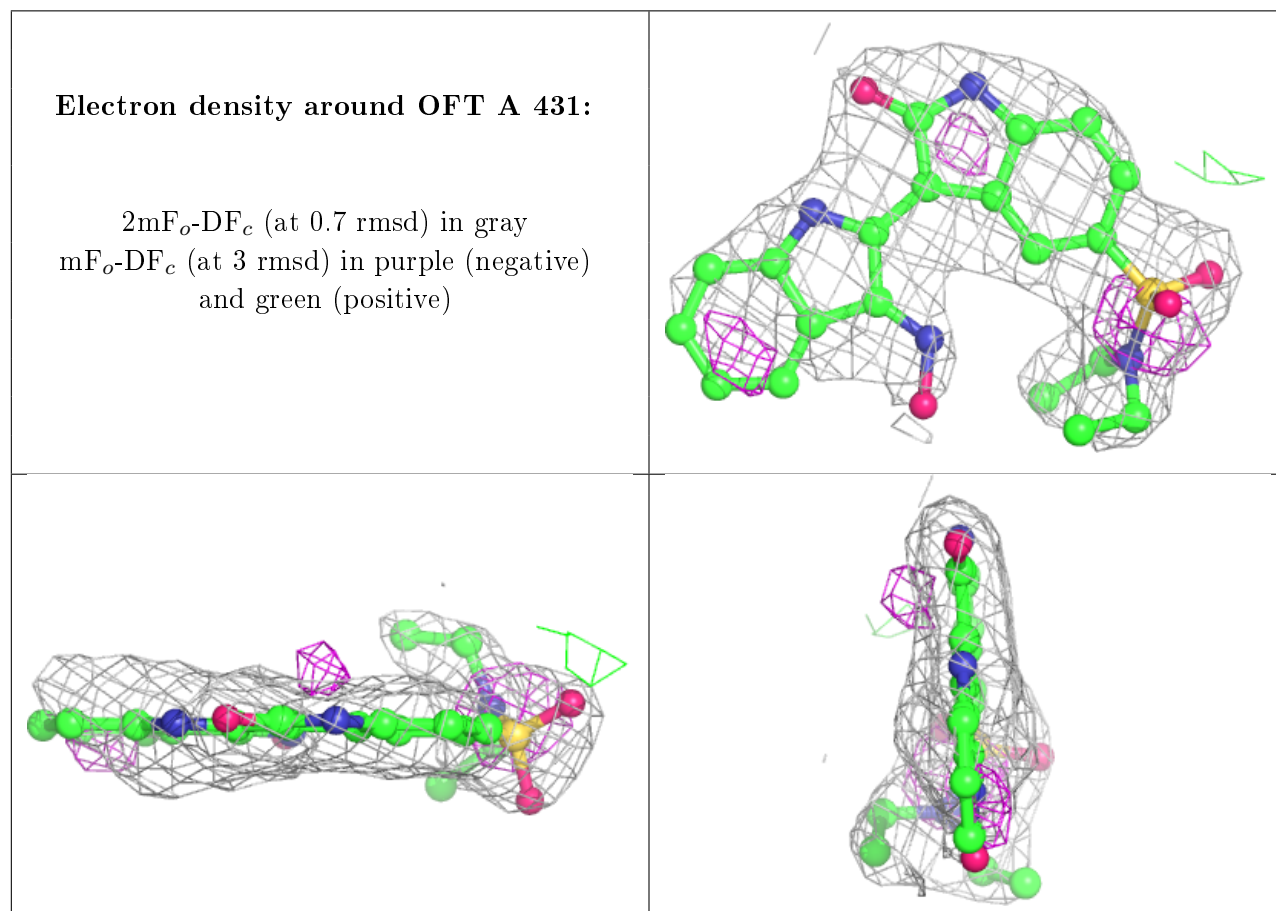 Electron density around OFT A 431:
2mFₒ-DF𝒸 (at 0.7 rmsd) in gray
mFₒ-DF𝒸 (at 3 rmsd) in purple (negative)
and green (positive)